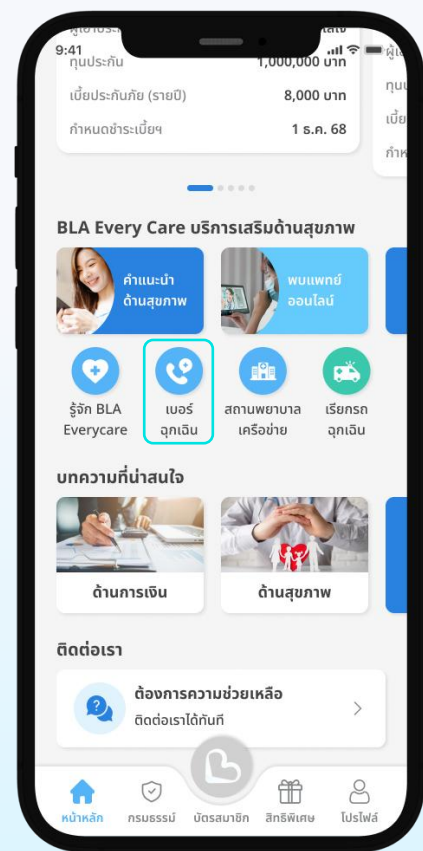 9:41
ทุนประกัน 1,000,000 บาท
ทุน
เบี้ยประกันภัย (รายปี) 8,000 บาท
เบี้ย
กำหนดชำระเบี้ยฯ 1 ธ.ค. 68
BLA Every Care บริการเสริมด้านสุขภาพ
คำแนะนำ
ด้านสุขภาพ
พบแพทย์
ออนไลน์
รู้จัก BLA
Everycare
เบอร์
ฉุกเฉิน
สถานพยาบาล
เครือข่าย
เรียกรถ
ฉุกเฉิน
บทความที่น่าสนใจ
ด้านการเงิน
ด้านสุขภาพ
ติดต่อเรา
ต้องการความช่วยเหลือ
ติดต่อเราได้ทันที
หน้าหลัก กรมธรรม์ บัตรสมาชิก สิทธิพิเศษ โปรไฟล์